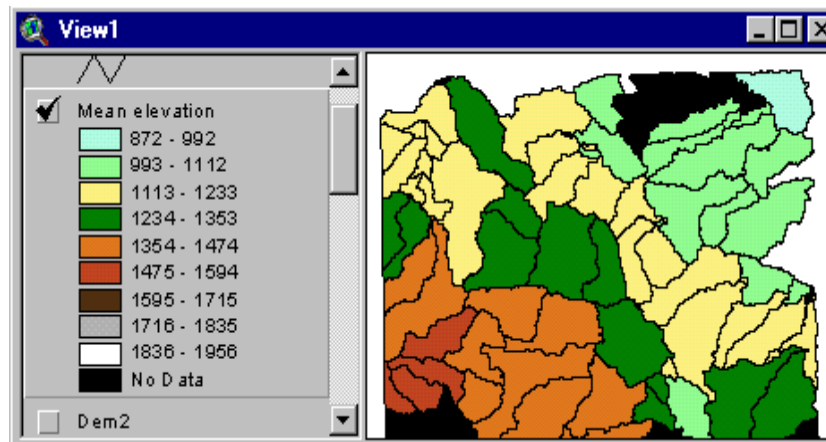 View1
Mean elevation
872 - 992
993 - 1112
1113 - 1233
1234 - 1353
1354 - 1474
1475 - 1594
1595 - 1715
1716 - 1835
1836 - 1956
No Data
Dem2